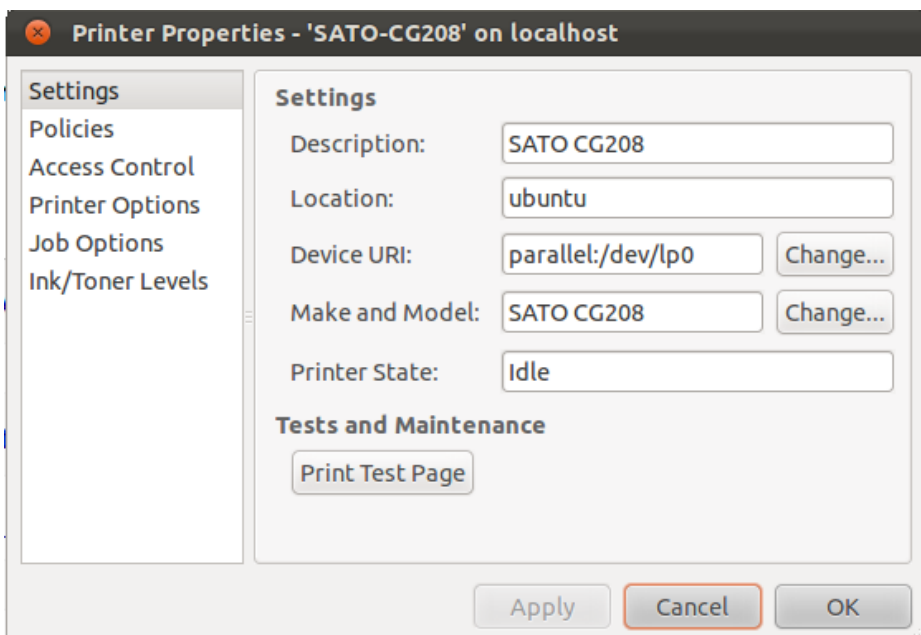 Printer Properties - 'SATO-CG208' on localhost
Settings
Policies
Access Control
Printer Options
Job Options
Ink/Toner Levels
Settings
Description: SATO CG208
Location: ubuntu
Device URI: parallel:/dev/lp0 Change...
Make and Model: SATO CG208 Change...
Printer State: Idle
Tests and Maintenance
Print Test Page
Apply Cancel OK